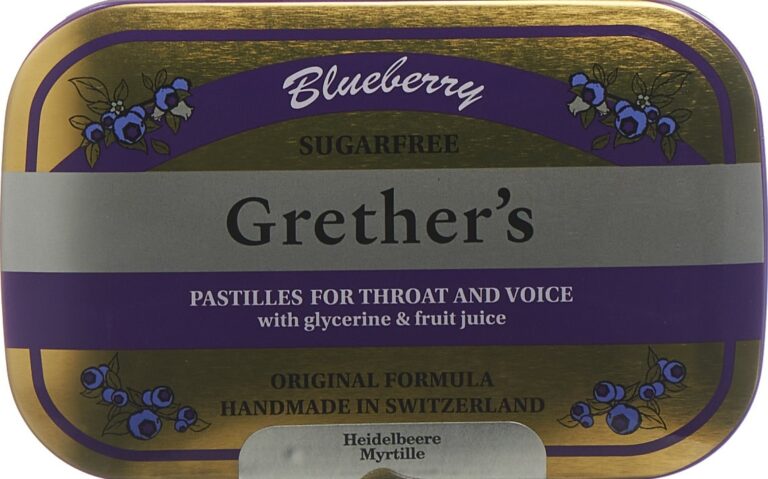 Blueberry
SUGARFREE
Grether's
PASTILLES FOR THROAT AND VOICE
with glycerine & fruit juice
ORIGINAL FORMULA
HANDMADE IN SWITZERLAND
Heidelbeere
Myrtille